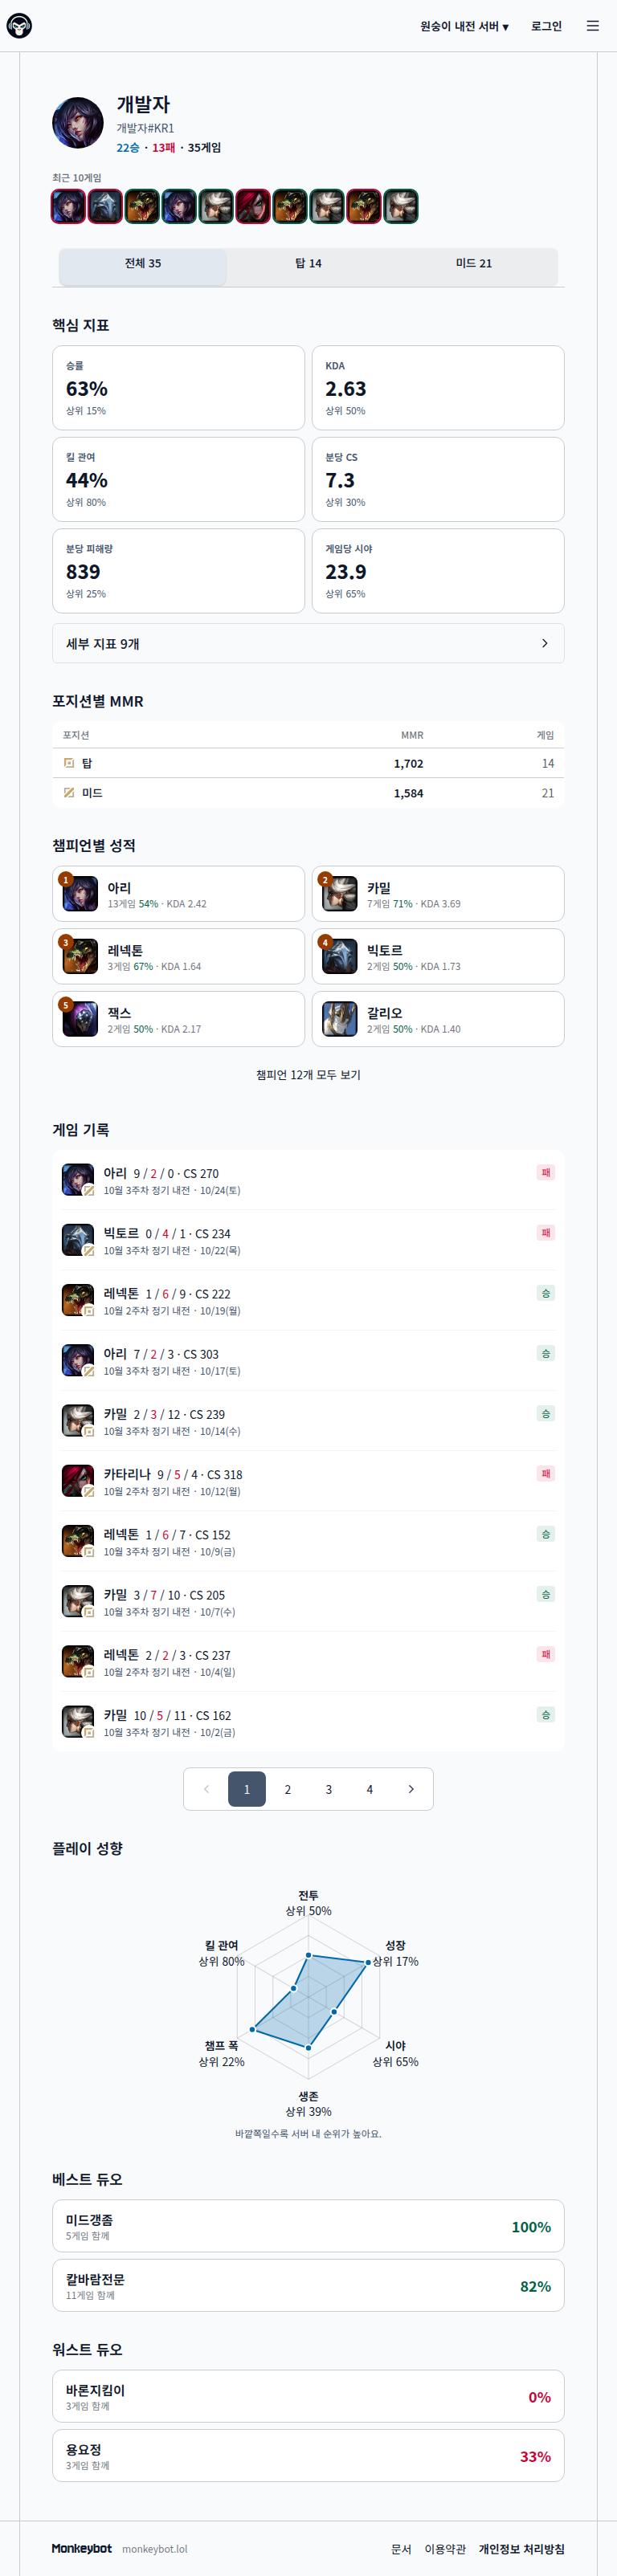 원숭이 내전 서버 ▾ 로그인
개발자
개발자#KR1
22승 · 13패 · 35게임
최근 10게임
전체 35 탑 14 미드 21
핵심 지표
승률
63%
상위 15%
KDA
2.63
상위 50%
킬 관여
44%
상위 80%
분당 CS
7.3
상위 30%
분당 피해량
839
상위 25%
게임당 시야
23.9
상위 65%
세부 지표 9개
포지션별 MMR
포지션 MMR 게임
탑 1,702 14
미드 1,584 21
챔피언별 성적
1
아리
13게임 54% · KDA 2.42
2
카밀
7게임 71% · KDA 3.69
3
레넥톤
3게임 67% · KDA 1.64
4
빅토르
2게임 50% · KDA 1.73
5
잭스
2게임 50% · KDA 2.17
갈리오
2게임 50% · KDA 1.40
챔피언 12개 모두 보기
게임 기록
아리 9 / 2 / 0 · CS 270 패
10월 3주차 정기 내전 · 10/24(토)
빅토르 0 / 4 / 1 · CS 234 패
10월 3주차 정기 내전 · 10/22(목)
레넥톤 1 / 6 / 9 · CS 222 승
10월 2주차 정기 내전 · 10/19(월)
아리 7 / 2 / 3 · CS 303 승
10월 3주차 정기 내전 · 10/17(토)
카밀 2 / 3 / 12 · CS 239 승
10월 3주차 정기 내전 · 10/14(수)
카타리나 9 / 5 / 4 · CS 318 패
10월 2주차 정기 내전 · 10/12(월)
레넥톤 1 / 6 / 7 · CS 152 승
10월 3주차 정기 내전 · 10/9(금)
카밀 3 / 7 / 10 · CS 205 승
10월 3주차 정기 내전 · 10/7(수)
레넥톤 2 / 2 / 3 · CS 237 패
10월 2주차 정기 내전 · 10/4(일)
카밀 10 / 5 / 11 · CS 162 승
10월 3주차 정기 내전 · 10/2(금)
1 2 3 4
플레이 성향
전투
상위 50%
킬 관여
상위 80%
성장
상위 17%
챔프 폭
상위 22%
시야
상위 65%
생존
상위 39%
바깥쪽일수록 서버 내 순위가 높아요.
베스트 듀오
미드갱좀 100%
5게임 함께
칼바람전문 82%
11게임 함께
워스트 듀오
바론지킴이 0%
3게임 함께
용요정 33%
3게임 함께
Monkeybot monkeybot.lol 문서 이용약관 개인정보 처리방침